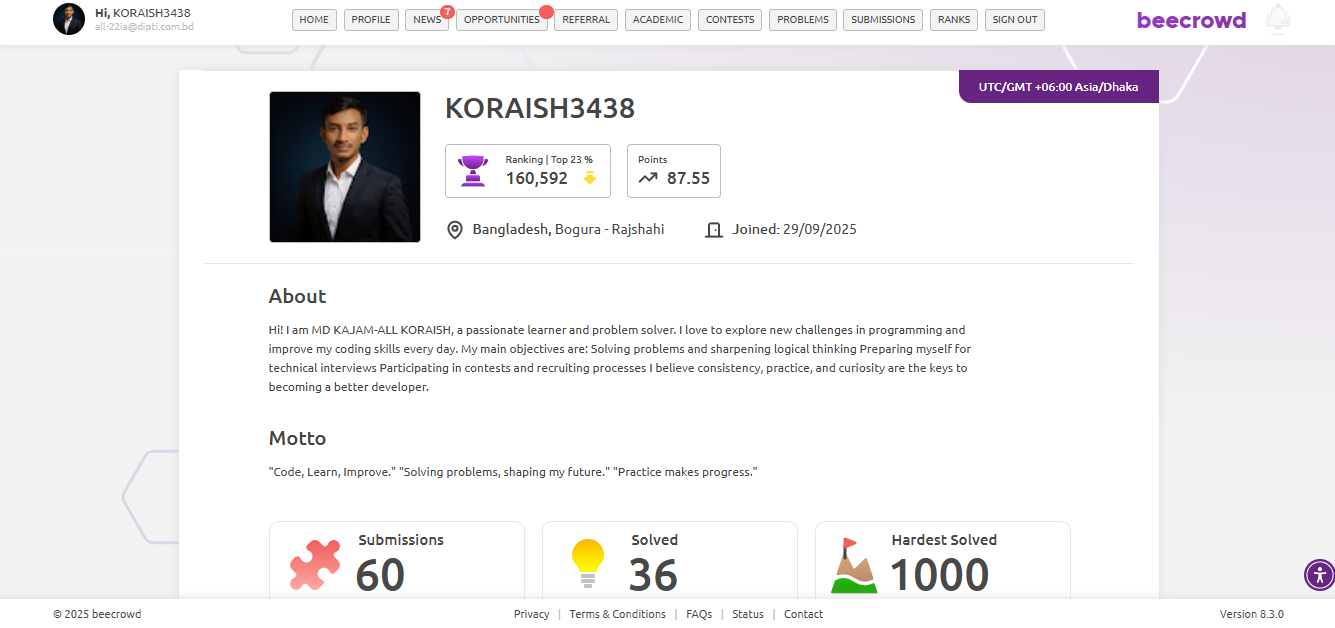 Hi, KORAISH3438
all-22ia@dipti.com.bd
HOME
PROFILE
NEWS
7
OPPORTUNITIES
REFERRAL
ACADEMIC
CONTESTS
PROBLEMS
SUBMISSIONS
RANKS
SIGN OUT
beecrowd
UTC/GMT +06:00 Asia/Dhaka
KORAISH3438
Ranking | Top 23 %
160,592
Points
87.55
Bangladesh, Bogura - Rajshahi
Joined: 29/09/2025
About
Hi! I am MD KAJAM-ALL KORAISH, a passionate learner and problem solver. I love to explore new challenges in programming and
improve my coding skills every day. My main objectives are: Solving problems and sharpening logical thinking Preparing myself for
technical interviews Participating in contests and recruiting processes I believe consistency, practice, and curiosity are the keys to
becoming a better developer.
Motto
"Code, Learn, Improve." "Solving problems, shaping my future." "Practice makes progress."
Submissions
60
Solved
36
Hardest Solved
1000
© 2025 beecrowd
Privacy | Terms & Conditions | FAQs | Status | Contact
Version 8.3.0